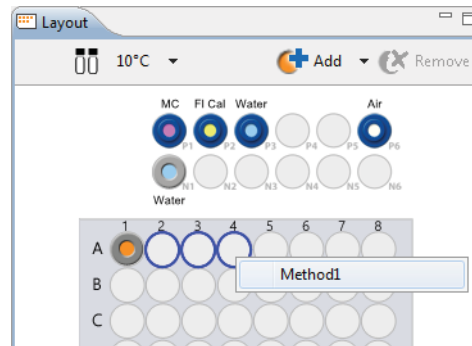 Layout
10°C Add Remove
MC Fl Cal Water Air
P1 P2 P3 P4 P5 P6
N1 N2 N3 N4 N5 N6
Water
1 2 3 4 5 6 7 8
A
Method1
B
C